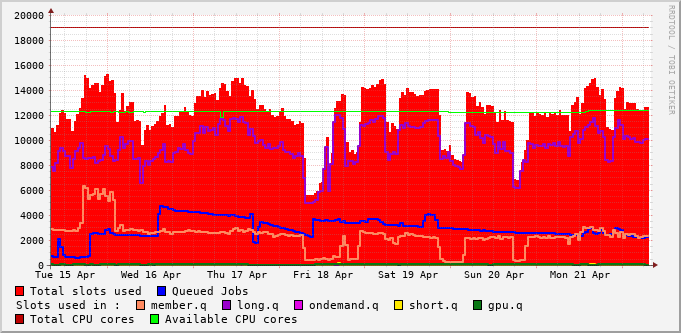 20000
18000
16000
14000
12000
10000
8000
6000
4000
2000
0
Tue 15 Apr Wed 16 Apr Thu 17 Apr Fri 18 Apr Sat 19 Apr Sun 20 Apr Mon 21 Apr
Total slots used Queued Jobs
Slots used in : member.q long.q ondemand.q short.q gpu.q
Total CPU cores Available CPU cores
RRDTOOL / TOBI OETIKER